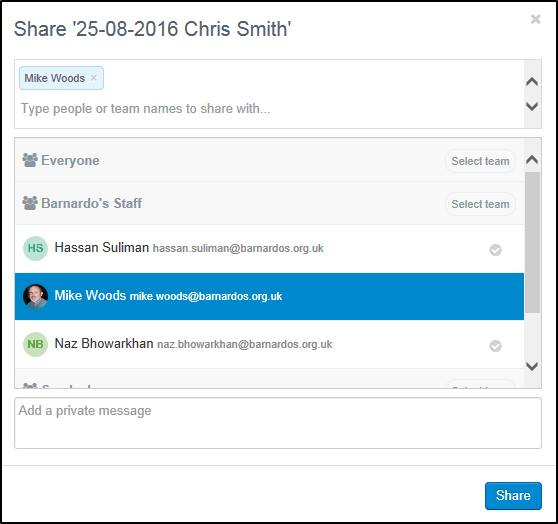 Share '25-08-2016 Chris Smith'
×
Mike Woods ×
Type people or team names to share with...
Everyone Select team
Barnardo's Staff Select team
HS Hassan Suliman hassan.suliman@barnardos.org.uk
Mike Woods mike.woods@barnardos.org.uk
NB Naz Bhowarkhan naz.bhowarkhan@barnardos.org.uk
Add a private message
Share